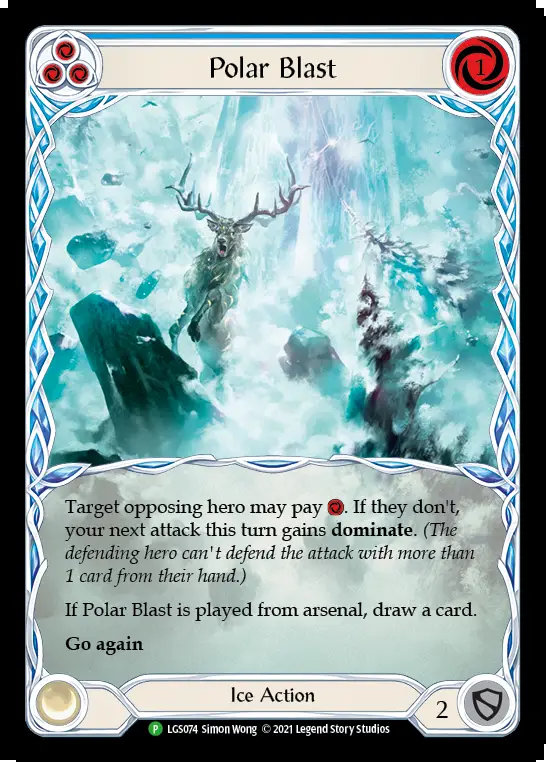 Polar Blast
1
Target opposing hero may pay . If they don't,
your next attack this turn gains dominate. (The
defending hero can't defend the attack with more than
1 card from their hand.)
If Polar Blast is played from arsenal, draw a card.
Go again
Ice Action
2
P LGS074 Simon Wong © 2021 Legend Story Studios